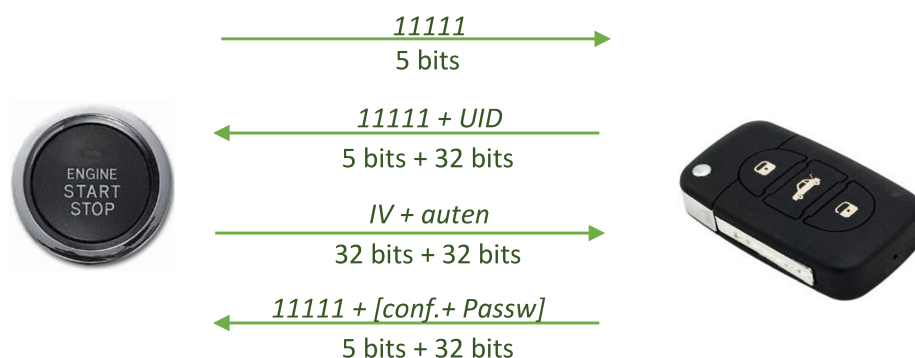 11111
5 bits
11111 + UID
5 bits + 32 bits
ENGINE
START
STOP
IV + auten
32 bits + 32 bits
11111 + [conf.+ Passw]
5 bits + 32 bits